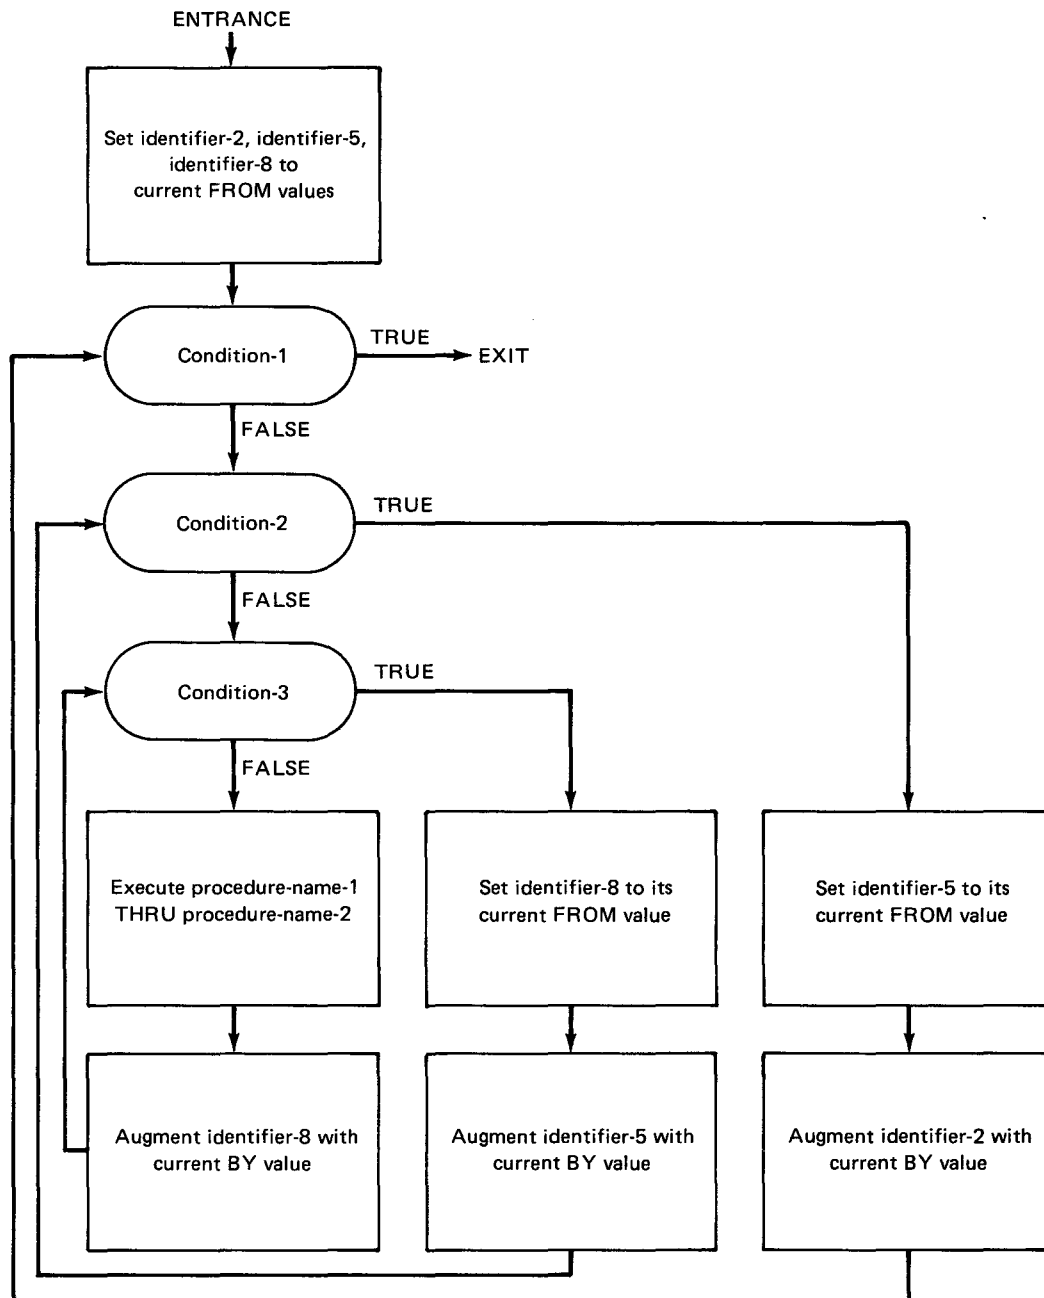 ENTRANCE
Set identifier-2, identifier-5,
identifier-8 to
current FROM values
Condition-1
TRUE
EXIT
FALSE
Condition-2
TRUE
FALSE
Condition-3
TRUE
FALSE
Execute procedure-name-1
THRU procedure-name-2
Set identifier-8 to its
current FROM value
Set identifier-5 to its
current FROM value
Augment identifier-8 with
current BY value
Augment identifier-5 with
current BY value
Augment identifier-2 with
current BY value